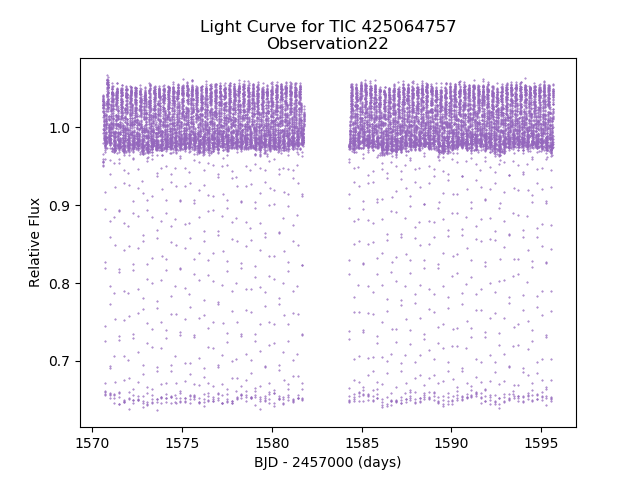 Light Curve for TIC 425064757
Observation22
Relative Flux
1.0
0.9
0.8
0.7
1570 1575 1580 1585 1590 1595
BJD - 2457000 (days)